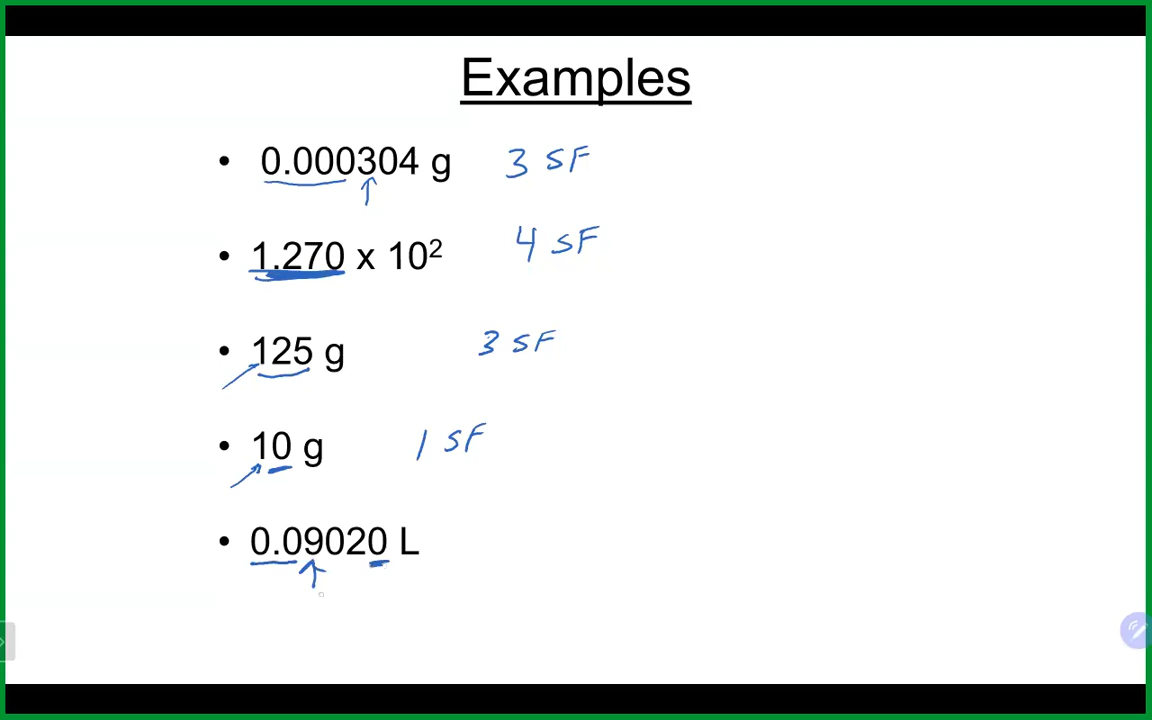 Examples
• 0.000304 g 3 SF
• 1.270 x 10² 4 SF
• 125 g 3 SF
• 10 g 1 SF
• 0.09020 L